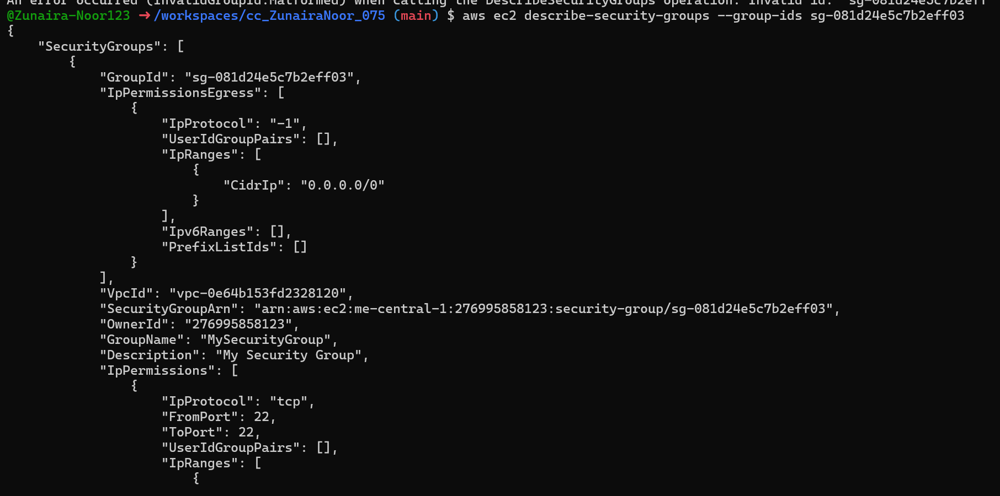 An error occurred (InvalidGroupId.Malformed) when calling the DescribeSecurityGroups operation: Invalid id: "sg-081d24e5c7b2eff
@Zunaira-Noor123 ➜ /workspaces/cc_ZunairaNoor_075 (main) $ aws ec2 describe-security-groups --group-ids sg-081d24e5c7b2eff03
{
    "SecurityGroups": [
        {
            "GroupId": "sg-081d24e5c7b2eff03",
            "IpPermissionsEgress": [
                {
                    "IpProtocol": "-1",
                    "UserIdGroupPairs": [],
                    "IpRanges": [
                        {
                            "CidrIp": "0.0.0.0/0"
                        }
                    ],
                    "Ipv6Ranges": [],
                    "PrefixListIds": []
                }
            ],
            "VpcId": "vpc-0e64b153fd2328120",
            "SecurityGroupArn": "arn:aws:ec2:me-central-1:276995858123:security-group/sg-081d24e5c7b2eff03",
            "OwnerId": "276995858123",
            "GroupName": "MySecurityGroup",
            "Description": "My Security Group",
            "IpPermissions": [
                {
                    "IpProtocol": "tcp",
                    "FromPort": 22,
                    "ToPort": 22,
                    "UserIdGroupPairs": [],
                    "IpRanges": [
                        {